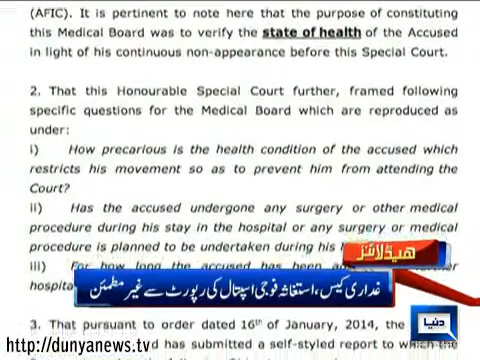 (AFIC). It is pertinent to note here that the purpose of constituting
this Medical Board was to verify the state of health of the Accused
in light of his continuous non-appearance before this Special Court.
2. That this Honourable Special Court further, framed following
specific questions for the Medical Board which are reproduced as
under:
i) How precarious is the health condition of the accused which
restricts his movement so as to prevent him from attending the
Court?
ii) Has the accused undergone any surgery or other medical
procedure during his stay in the hospital or any surgery or medical
procedure is planned to be undertaken during his
ہیڈ لائنز
iii) For how long the accused has been
hospit
غداری کیس، استغاثہ فوجی اسپتال کی رپورٹ سے غیر مطمئن
3. That pursuant to order dated 16th of January, 2014, the
دنیا
has submitted a self-styled report to which the
http://dunyanews.tv